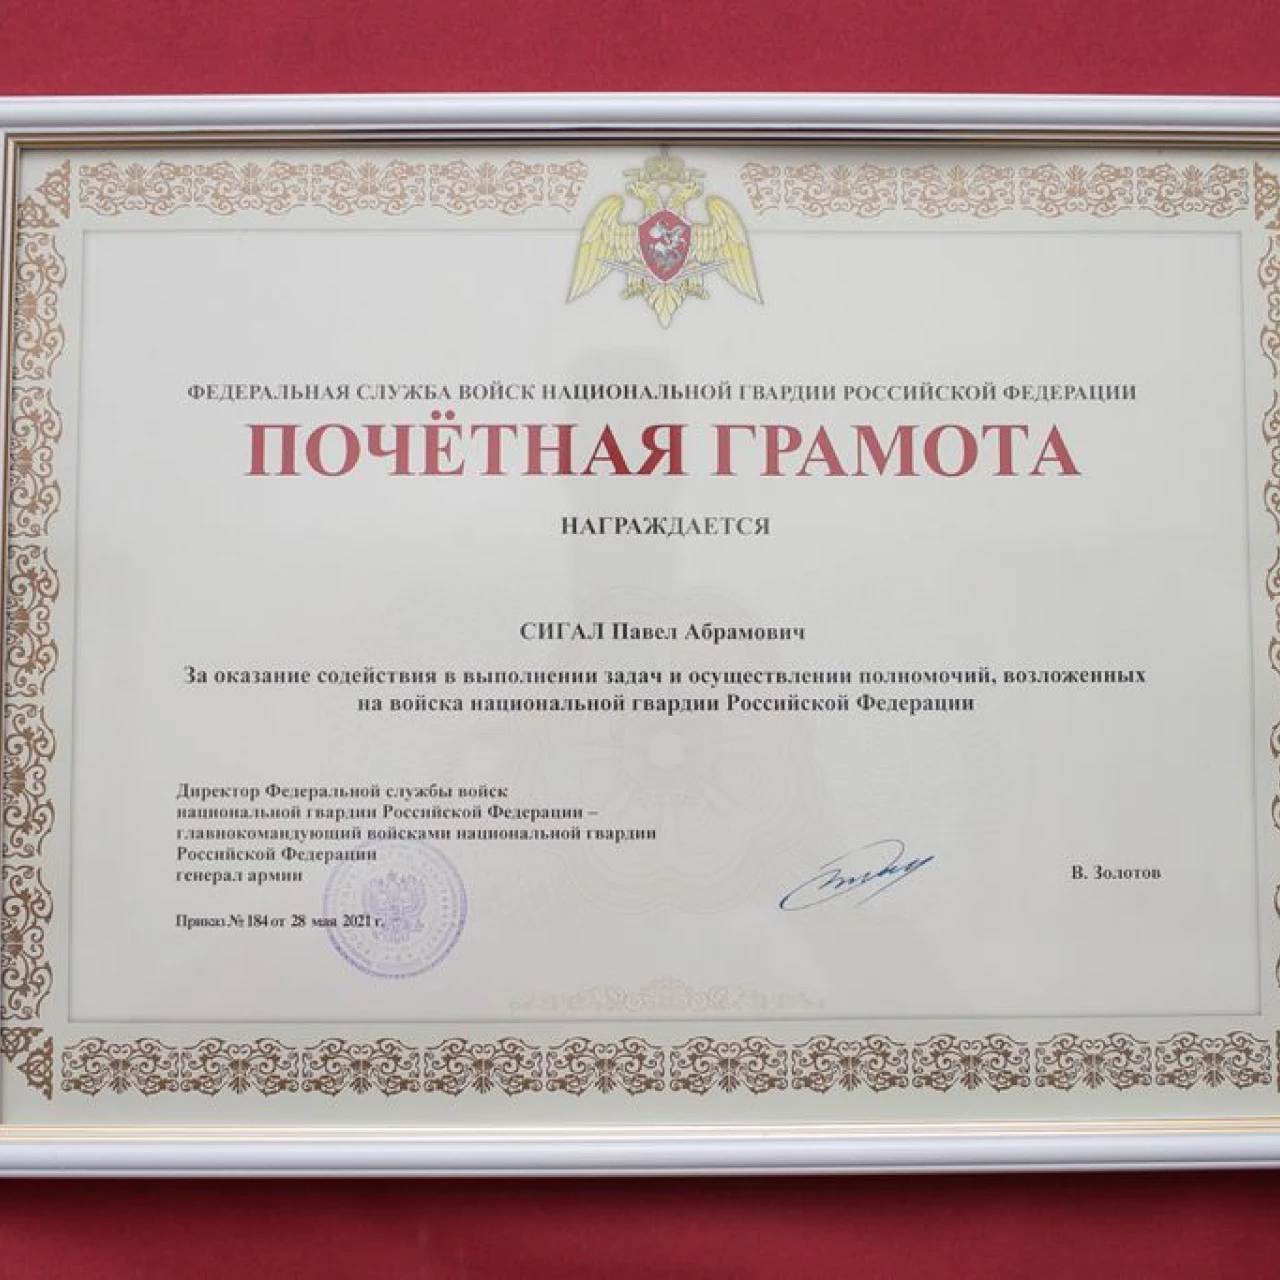 ФЕДЕРАЛЬНАЯ СЛУЖБА ВОЙСК НАЦИОНАЛЬНОЙ ГВАРДИИ РОССИЙСКОЙ ФЕДЕРАЦИИ
ПОЧЁТНАЯ ГРАМОТА
НАГРАЖДАЕТСЯ
СИГАЛ Павел Абрамович
За оказание содействия в выполнении задач и осуществлении полномочий, возложенных
на войска национальной гвардии Российской Федерации
Директор Федеральной службы войск
национальной гвардии Российской Федерации –
главнокомандующий войсками национальной гвардии
Российской Федерации
генерал армии
В. Золотов
Приказ № 184 от 28 мая 2021 г.